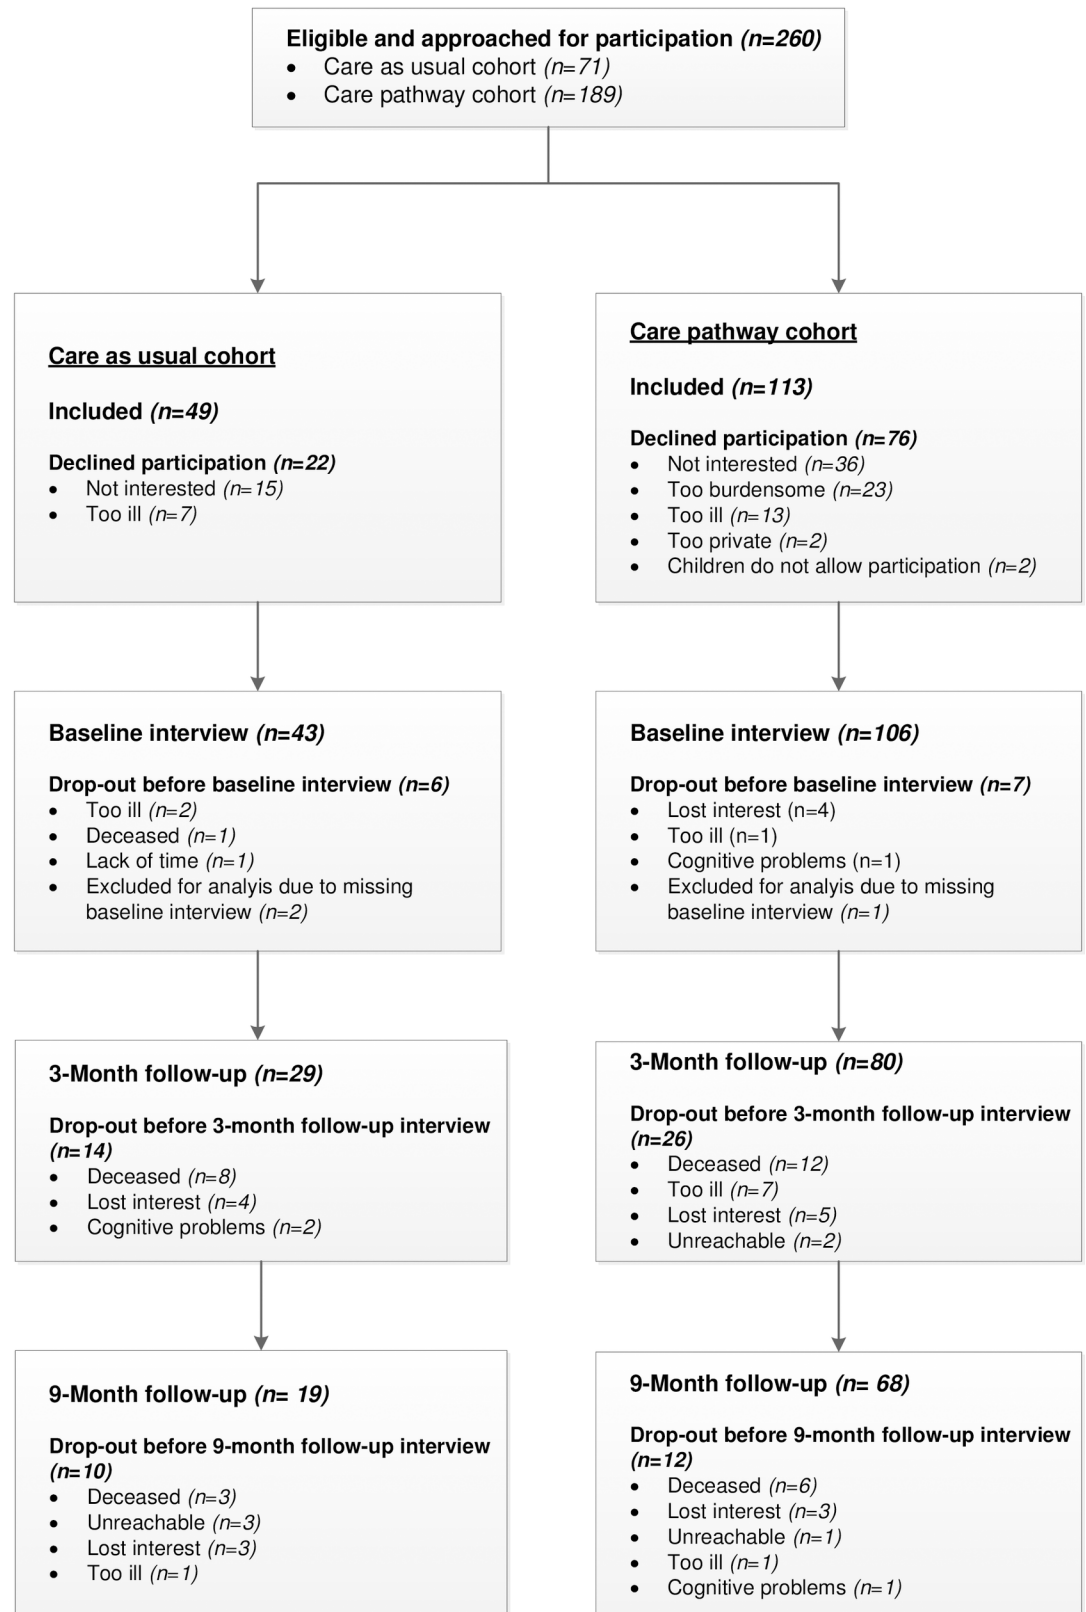 Eligible and approached for participation (n=260)
• Care as usual cohort (n=71)
• Care pathway cohort (n=189)
Care as usual cohort
Included (n=49)
Declined participation (n=22)
• Not interested (n=15)
• Too ill (n=7)
Care pathway cohort
Included (n=113)
Declined participation (n=76)
• Not interested (n=36)
• Too burdensome (n=23)
• Too ill (n=13)
• Too private (n=2)
• Children do not allow participation (n=2)
Baseline interview (n=43)
Drop-out before baseline interview (n=6)
• Too ill (n=2)
• Deceased (n=1)
• Lack of time (n=1)
• Excluded for analyis due to missing
baseline interview (n=2)
Baseline interview (n=106)
Drop-out before baseline interview (n=7)
• Lost interest (n=4)
• Too ill (n=1)
• Cognitive problems (n=1)
• Excluded for analyis due to missing
baseline interview (n=1)
3-Month follow-up (n=29)
Drop-out before 3-month follow-up interview
(n=14)
• Deceased (n=8)
• Lost interest (n=4)
• Cognitive problems (n=2)
3-Month follow-up (n=80)
Drop-out before 3-month follow-up interview
(n=26)
• Deceased (n=12)
• Too ill (n=7)
• Lost interest (n=5)
• Unreachable (n=2)
9-Month follow-up (n= 19)
Drop-out before 9-month follow-up interview
(n=10)
• Deceased (n=3)
• Unreachable (n=3)
• Lost interest (n=3)
• Too ill (n=1)
9-Month follow-up (n= 68)
Drop-out before 9-month follow-up interview
(n=12)
• Deceased (n=6)
• Lost interest (n=3)
• Unreachable (n=1)
• Too ill (n=1)
• Cognitive problems (n=1)